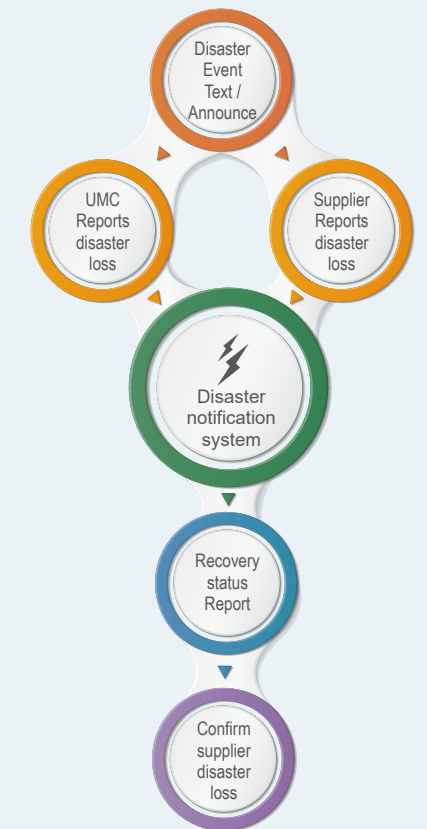 Disaster
Event
Text /
Announce
UMC
Reports
disaster
loss
Supplier
Reports
disaster
loss
Disaster
notification
system
Recovery
status
Report
Confirm
supplier
disaster
loss